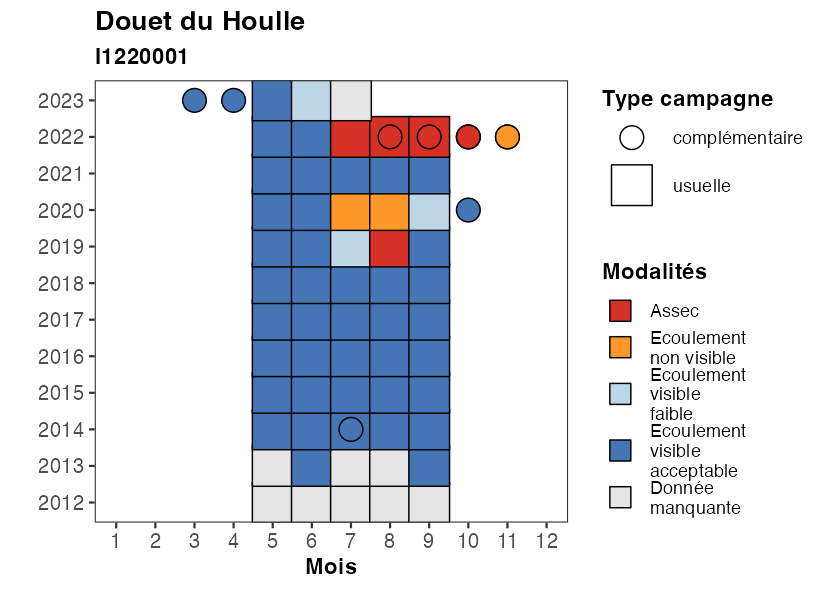 Douet du Houlle
I1220001
2023
2022
2021
2020
2019
2018
2017
2016
2015
2014
2013
2012
1 2 3 4 5 6 7 8 9 10 11 12
Mois
Type campagne
complémentaire
usuelle
Modalités
Assec
Ecoulement
non visible
Ecoulement
visible
faible
Ecoulement
visible
acceptable
Donnée
manquante